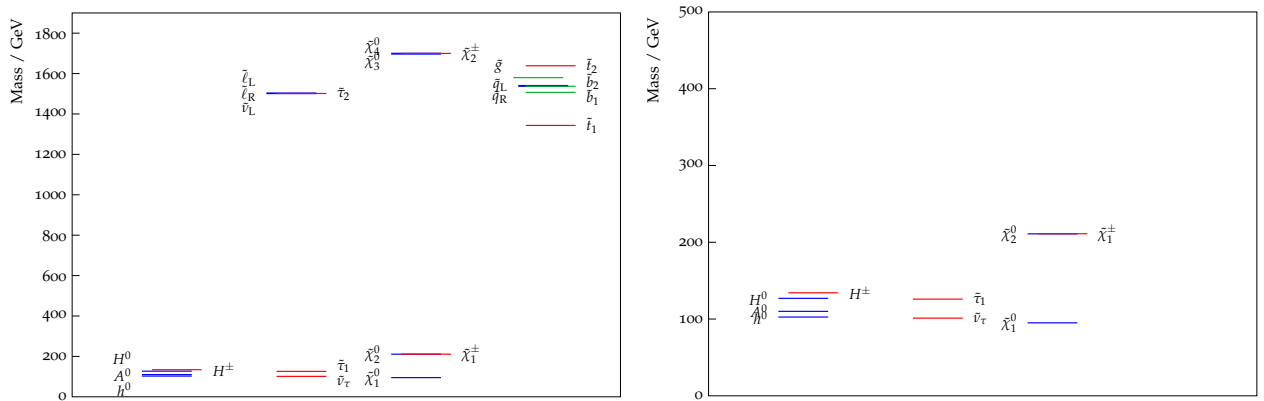 Mass / GeV
1800
1600
1400
1200
1000
800
600
400
200
0
H⁰
A⁰
h⁰
H±
ℓ̃L
ℓ̃R
ν̃L
τ̃2
τ̃1
ν̃τ
χ̃⁰4
χ̃⁰3
χ̃±2
χ̃⁰2
χ̃±1
χ̃⁰1
g̃
q̃L
q̃R
t̃2
b̃2
b̃1
t̃1
Mass / GeV
500
400
300
200
100
0
H⁰
A⁰
h⁰
H±
τ̃1
ν̃τ
χ̃⁰2
χ̃±1
χ̃⁰1